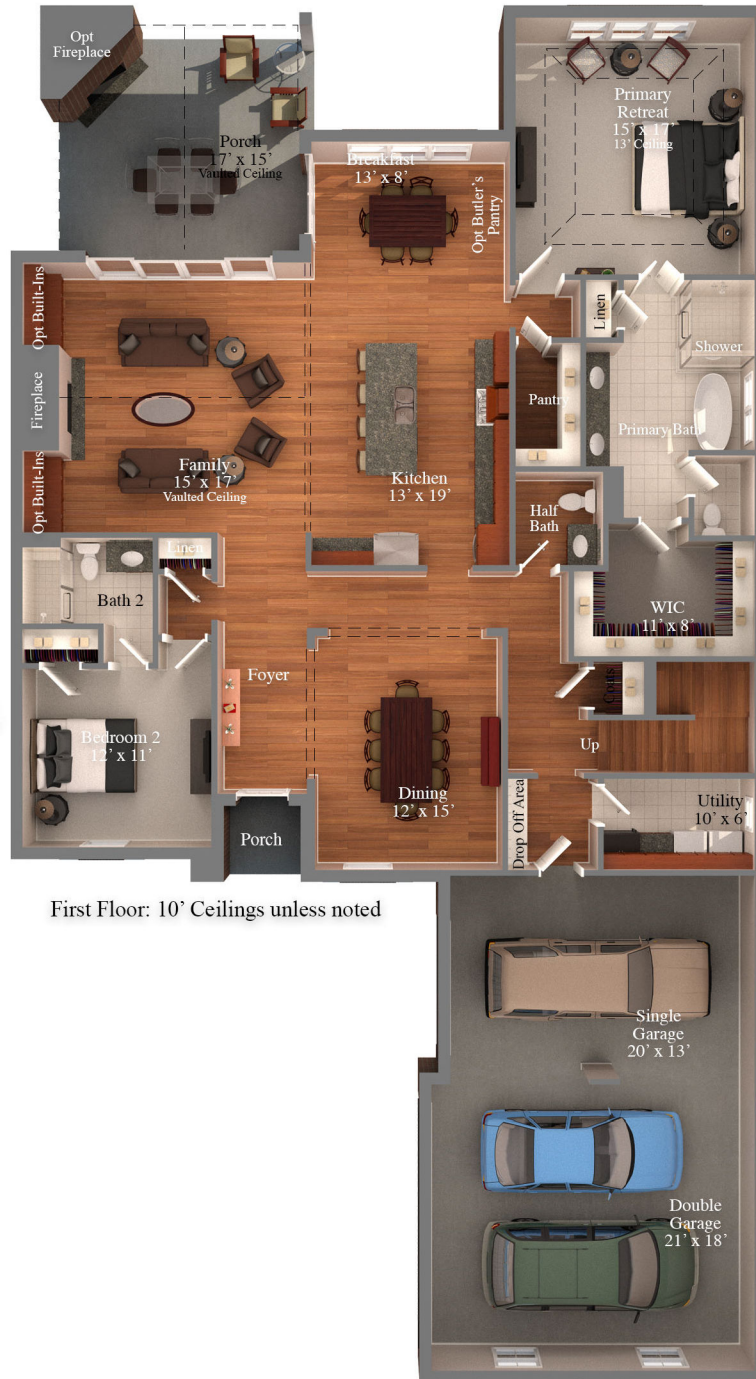 Opt
Fireplace
Porch
17' x 15'
Vaulted Ceiling
Primary
Retreat
15' x 17'
13' Ceiling
Breakfast
13' x 8'
Opt Butler's
Pantry
Opt Built-Ins
Fireplace
Opt Built-Ins
Family
15' x 17'
Vaulted Ceiling
Kitchen
13' x 19'
Pantry
Linen
Shower
Primary Bath
Half
Bath
WIC
11' x 8'
Linen
Bath 2
Bedroom 2
12' x 11'
Foyer
Dining
12' x 15'
Coats
Up
Drop Off Area
Utility
10' x 6'
Porch
First Floor: 10' Ceilings unless noted
Single
Garage
20' x 13'
Double
Garage
21' x 18'